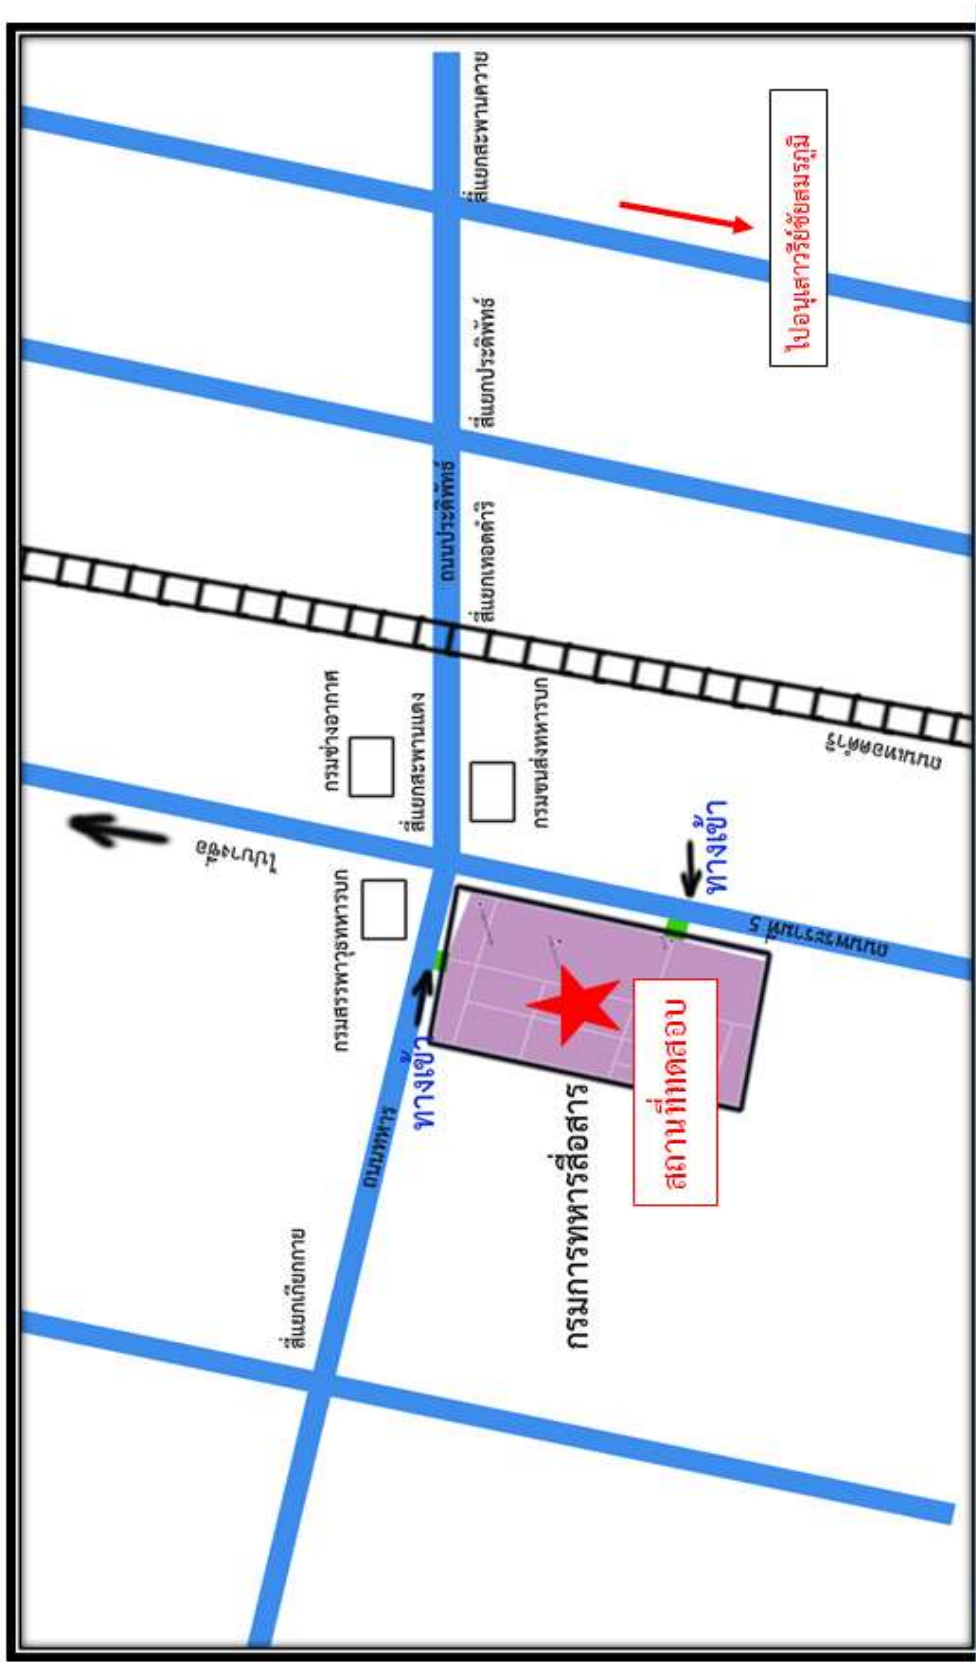 สี่แยกสะพานควาย
ไปอนุเสาวรีย์ชัยสมรภูมิ
สี่แยกประดิพัทธ์
ถนนประดิพัทธ์
สี่แยกเทอดดำริ
ถนนเทอดดำริ
กรมช่างอากาศ
สี่แยกสะพานแดง
กรมขนส่งทหารบก
ไปบางซื่อ
ทางเข้า
ถนนพระรามที่ 5
กรมสรรพาวุธทหารบก
ทางเข้า
สถานที่ทดสอบ
กรมการทหารสื่อสาร
ถนนทหาร
สี่แยกเกียกกาย